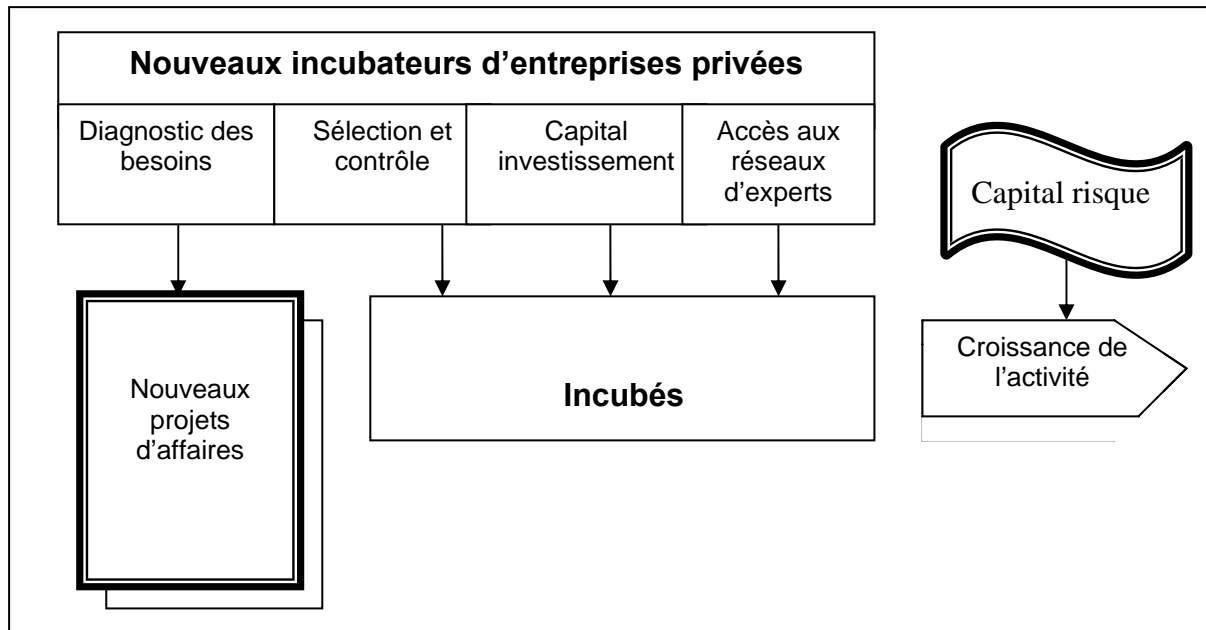 Nouveaux incubateurs d’entreprises privées
Diagnostic des
besoins
Sélection et
contrôle
Capital
investissement
Accès aux
réseaux
d’experts
Capital risque
Nouveaux
projets
d’affaires
Incubés
Croissance de
l’activité